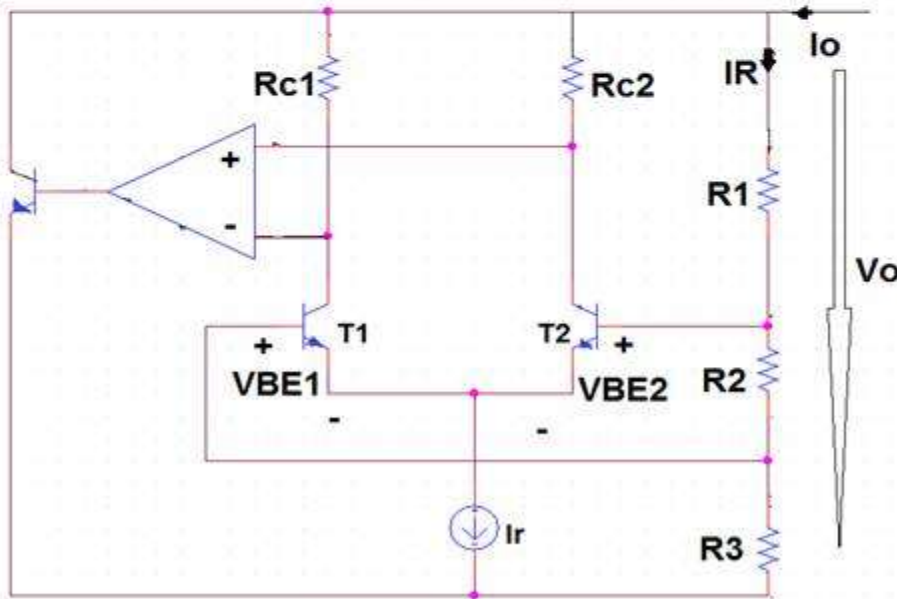 Io
IR
Rc1
Rc2
+
R1
-
Vo
T1
T2
+
+
VBE1
VBE2
R2
-
-
Ir
R3